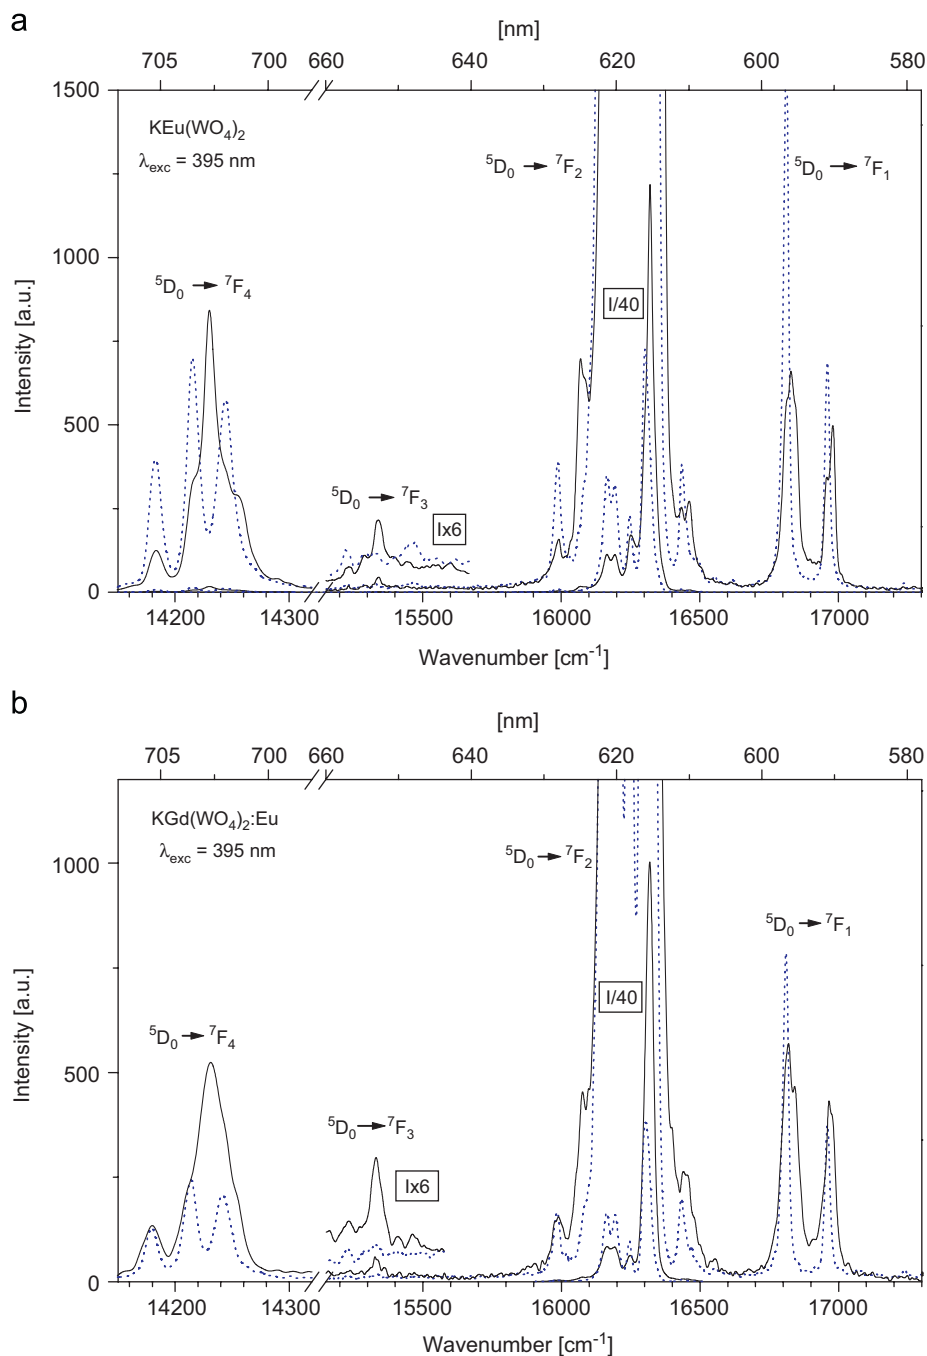 a
[nm]
705 700 660 640 620 600 580
1500
KEu(WO4)2
λexc = 395 nm
5D0 → 7F2
5D0 → 7F1
1000
5D0 → 7F4
I/40
Intensity [a.u.]
500
5D0 → 7F3
Ix6
0
14200 14300 15500 16000 16500 17000
Wavenumber [cm-1]
b
[nm]
705 700 660 640 620 600 580
KGd(WO4)2:Eu
λexc = 395 nm
1000
5D0 → 7F2
5D0 → 7F1
I/40
Intensity [a.u.]
5D0 → 7F4
500
5D0 → 7F3
Ix6
0
14200 14300 15500 16000 16500 17000
Wavenumber [cm-1]